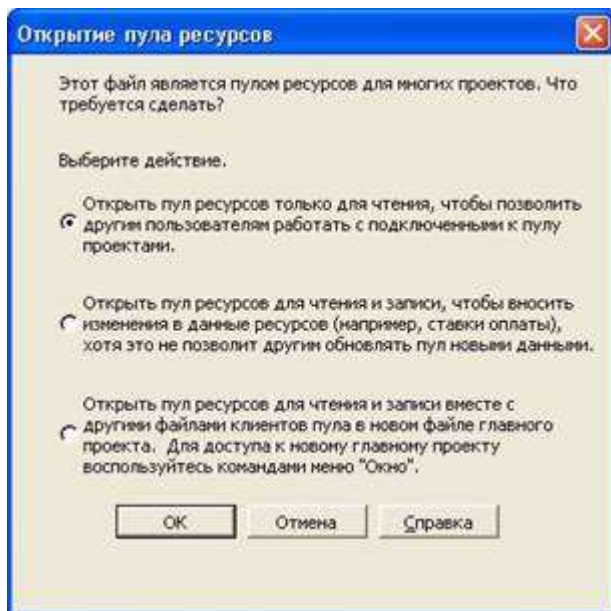 Открытие пула ресурсов
Этот файл является пулом ресурсов для многих проектов. Что
требуется сделать?
Выберите действие.
Открыть пул ресурсов только для чтения, чтобы позволить
другим пользователям работать с подключенными к пулу
проектами.
Открыть пул ресурсов для чтения и записи, чтобы вносить
изменения в данные ресурсов (например, ставки оплаты),
хотя это не позволит другим обновлять пул новыми данными.
Открыть пул ресурсов для чтения и записи вместе с
другими файлами клиентов пула в новом файле главного
проекта. Для доступа к новому главному проекту
воспользуйтесь командами меню "Окно".
ОК Отмена Справка